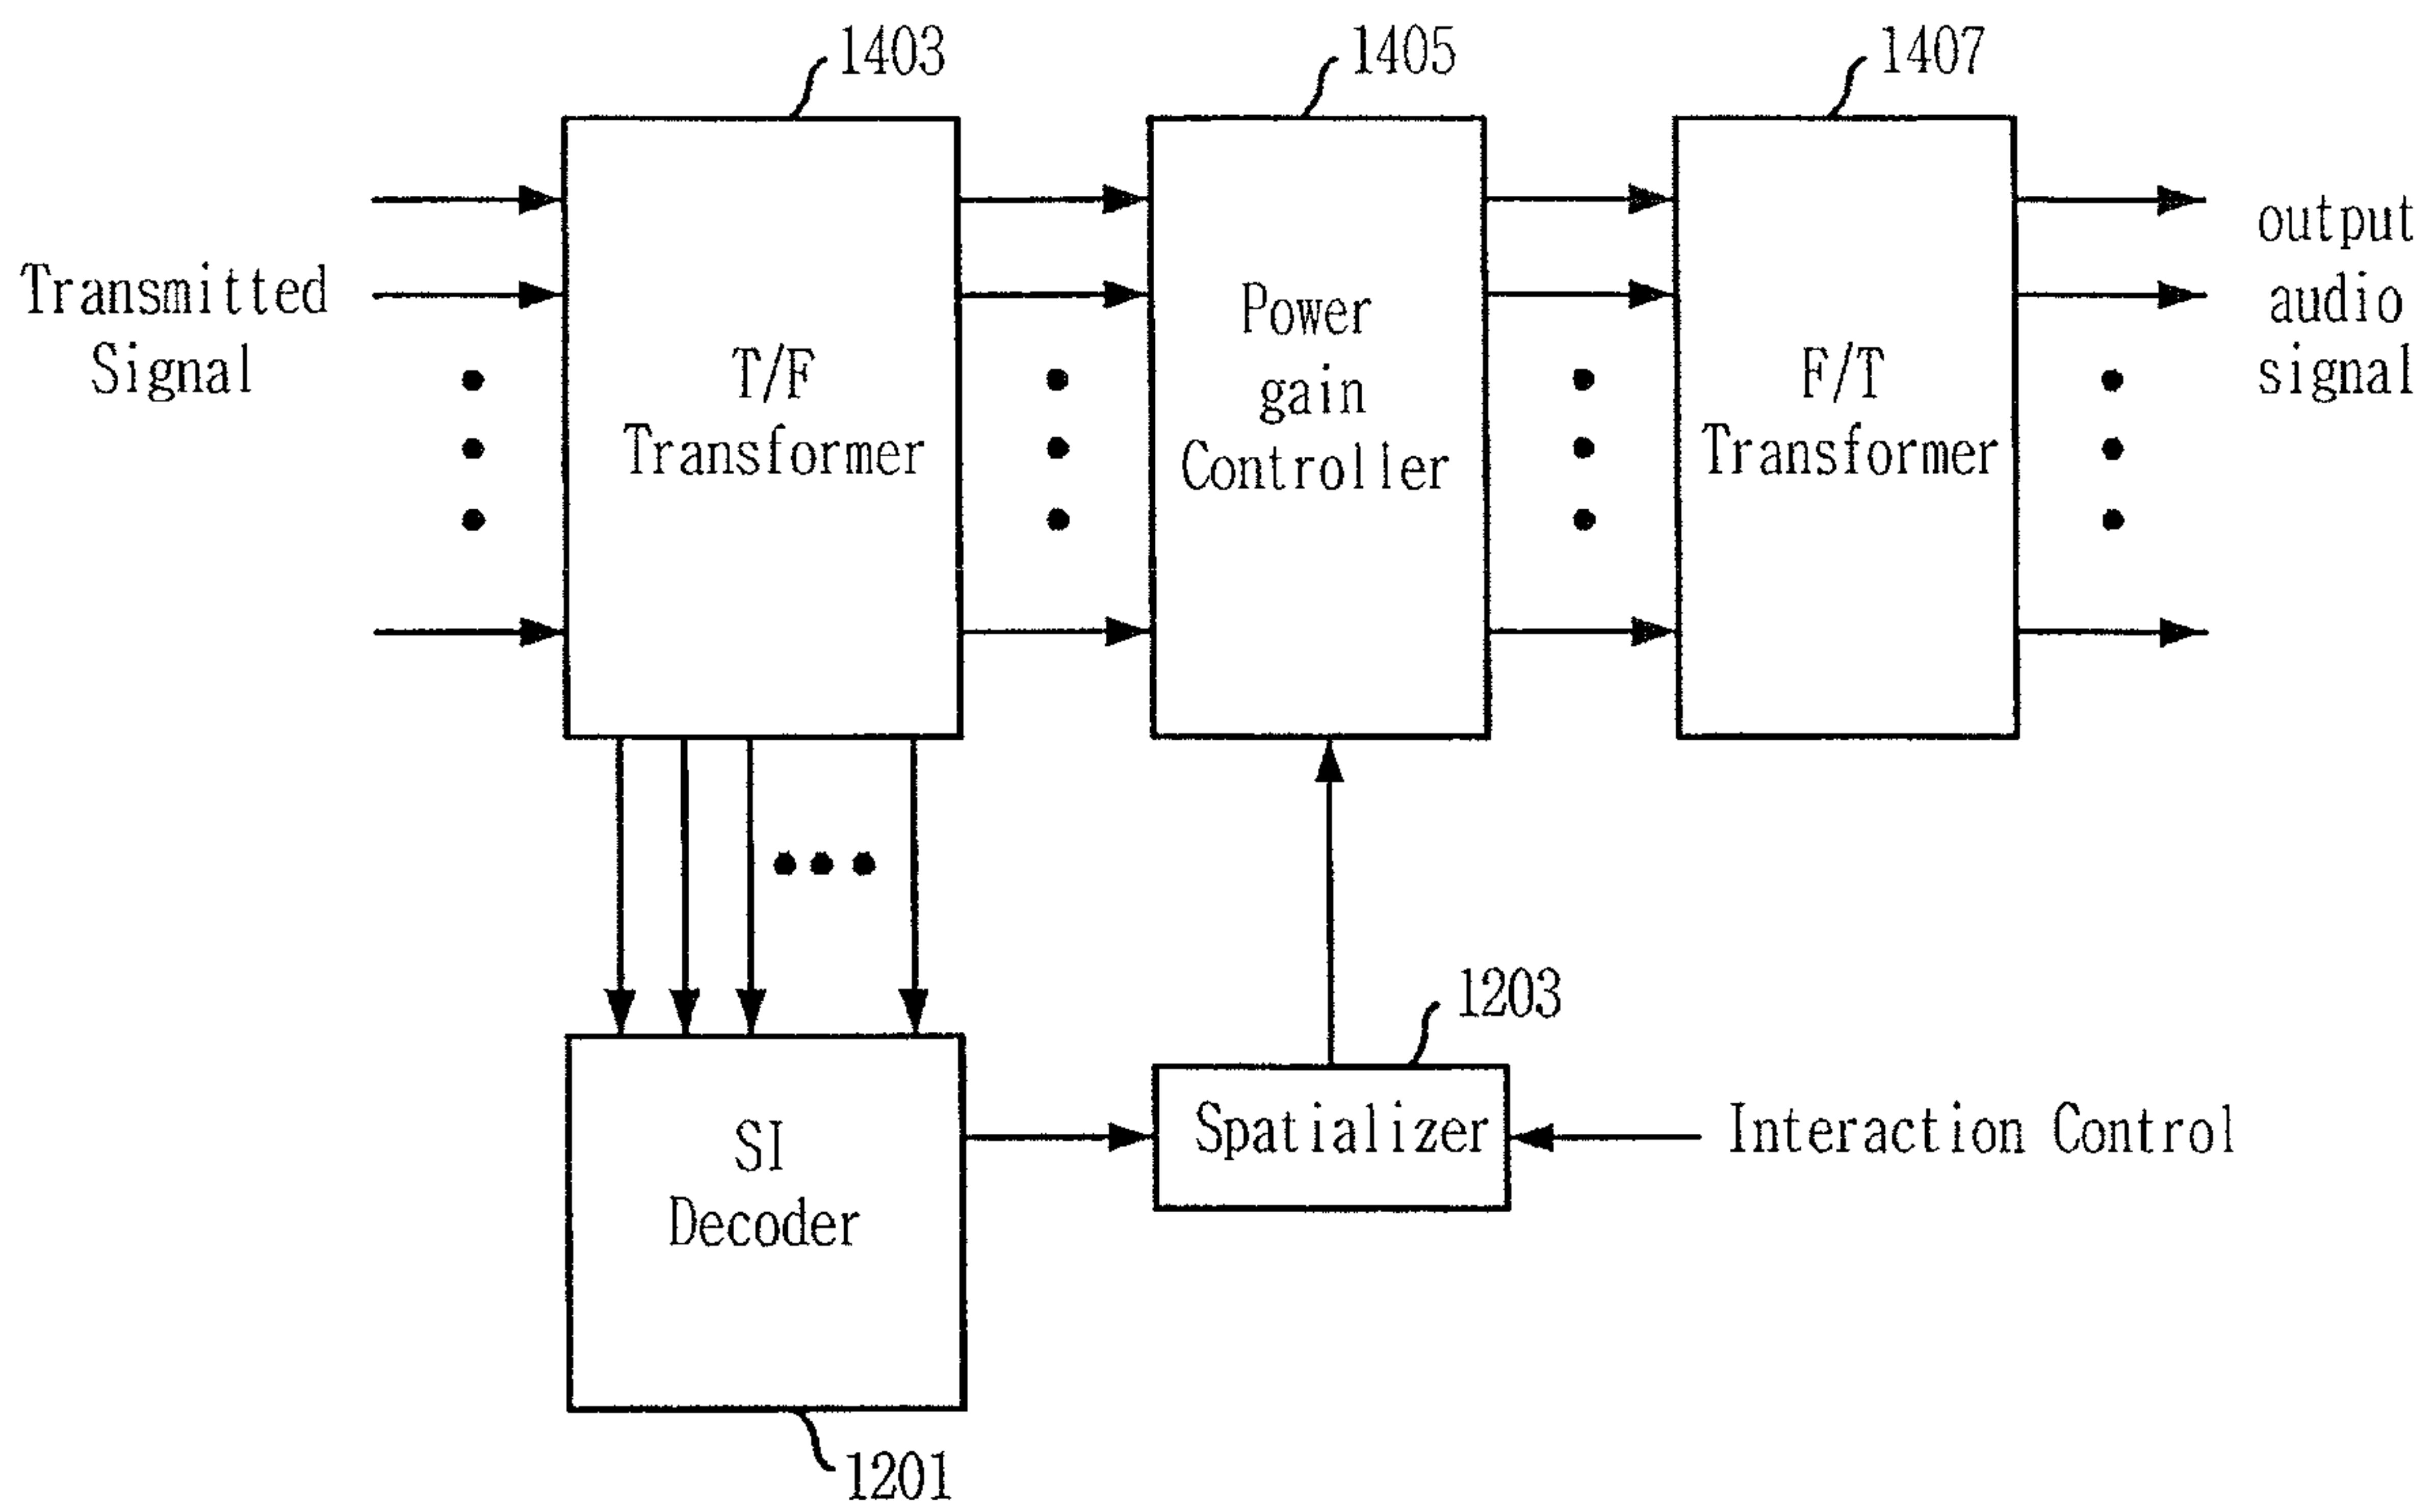 1403
1405
1407
Transmitted
Signal
T/F
Transformer
Power
gain
Controller
F/T
Transformer
output
audio
signal
1203
SI
Decoder
Spatializer
Interaction Control
1201